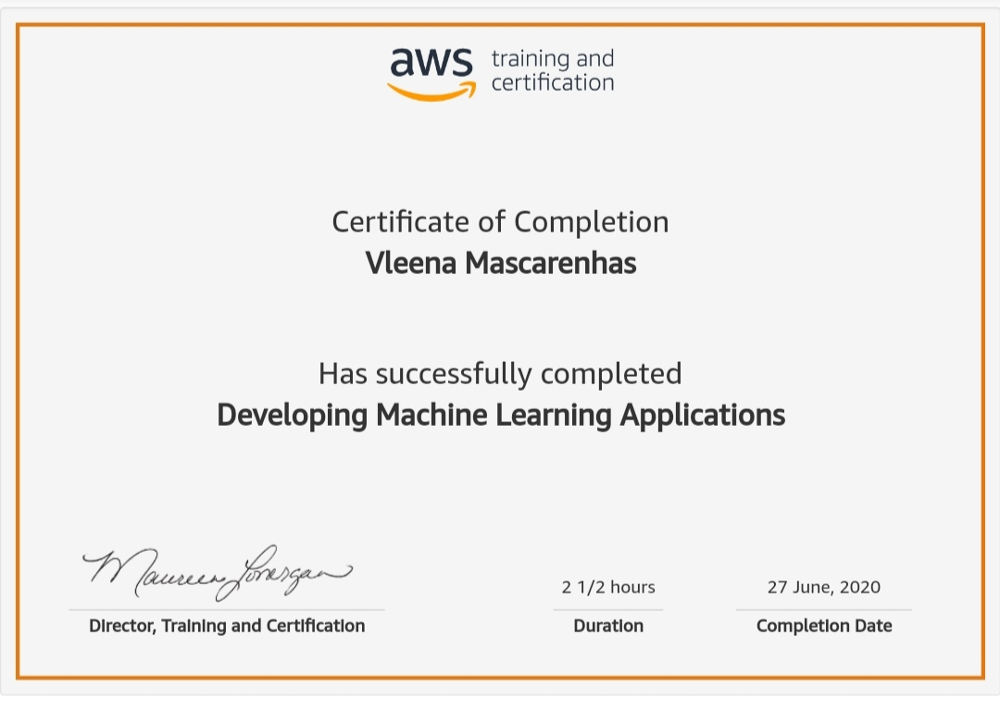 aws training and
certification
Certificate of Completion
Vleena Mascarenhas
Has successfully completed
Developing Machine Learning Applications
Maureen Lonergan
Director, Training and Certification
2 1/2 hours
Duration
27 June, 2020
Completion Date